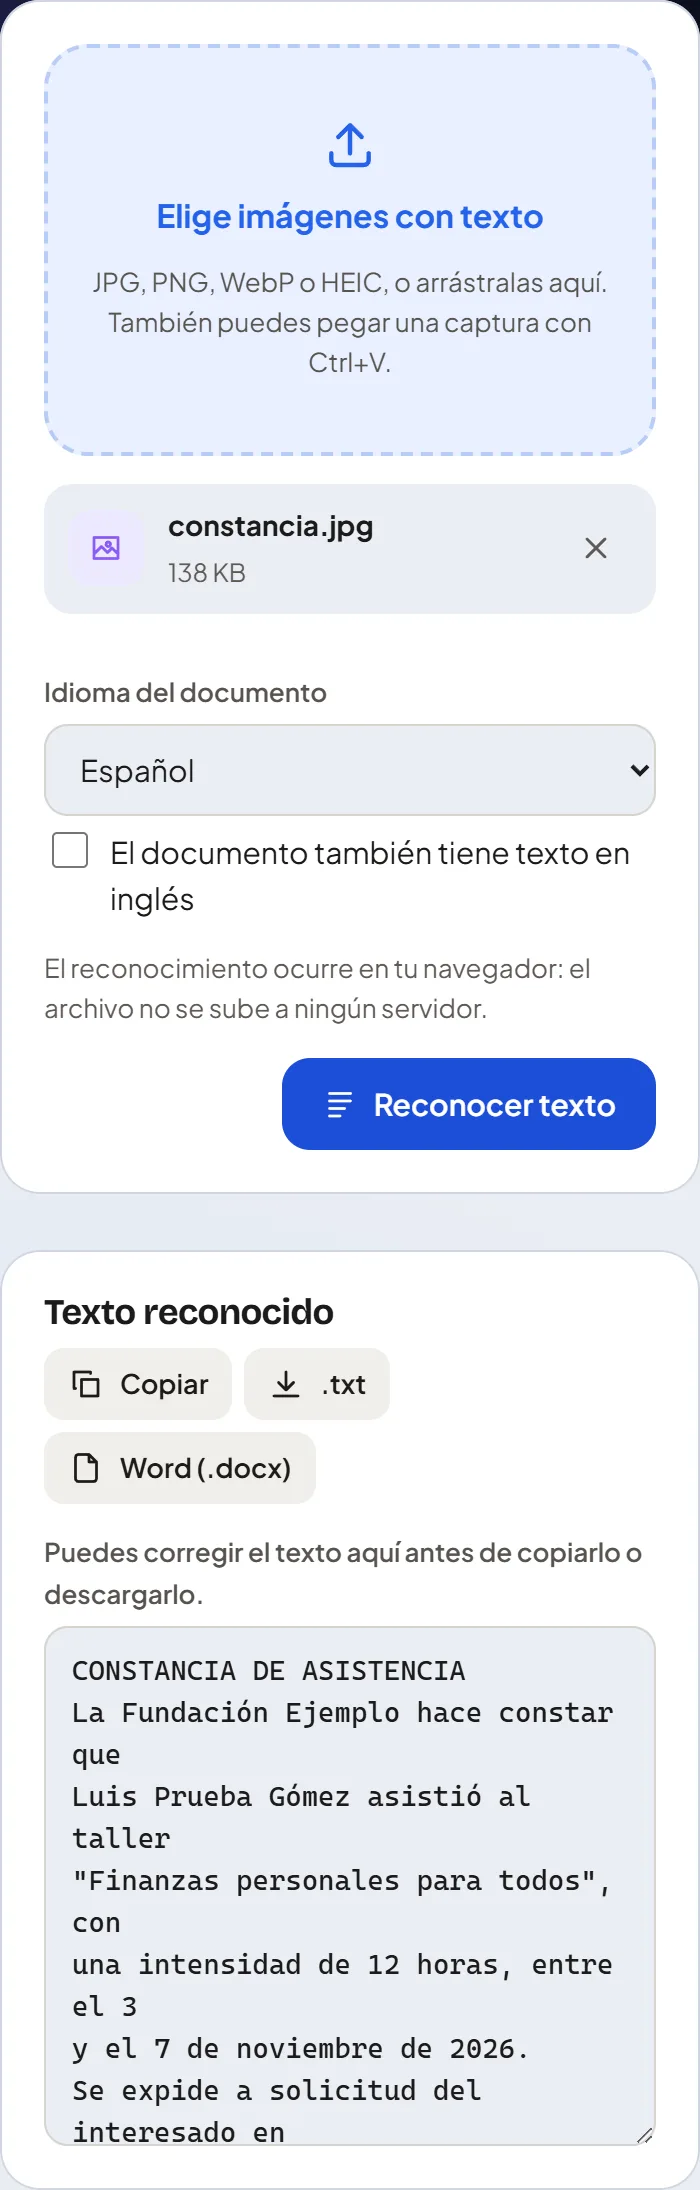 Elige imágenes con texto
JPG, PNG, WebP o HEIC, o arrástralas aquí.
También puedes pegar una captura con
Ctrl+V.
constancia.jpg
138 KB
Idioma del documento
Español
El documento también tiene texto en
inglés
El reconocimiento ocurre en tu navegador: el
archivo no se sube a ningún servidor.
Reconocer texto
Texto reconocido
Copiar
.txt
Word (.docx)
Puedes corregir el texto aquí antes de copiarlo o
descargarlo.
CONSTANCIA DE ASISTENCIA
La Fundación Ejemplo hace constar
que
Luis Prueba Gómez asistió al
taller
"Finanzas personales para todos",
con
una intensidad de 12 horas, entre
el 3
y el 7 de noviembre de 2026.
Se expide a solicitud del
interesado en